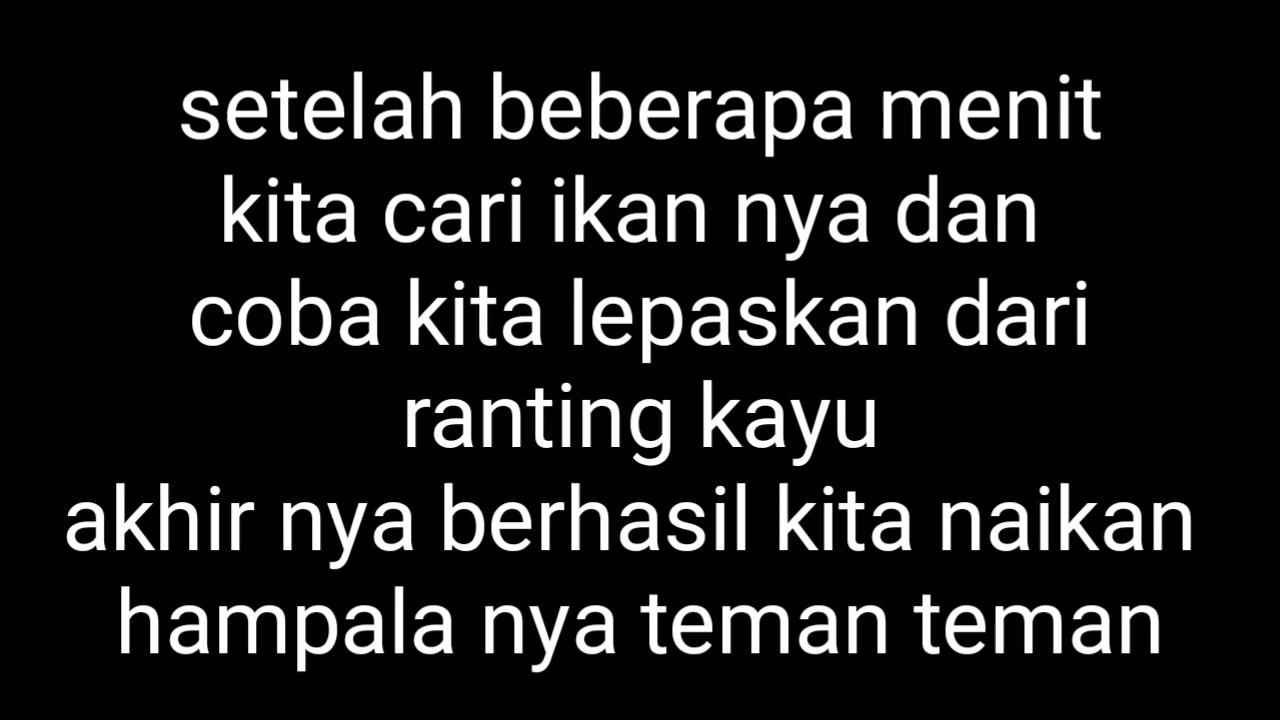 setelah beberapa menit
kita cari ikan nya dan
coba kita lepaskan dari
ranting kayu
akhir nya berhasil kita naikan
hampala nya teman teman